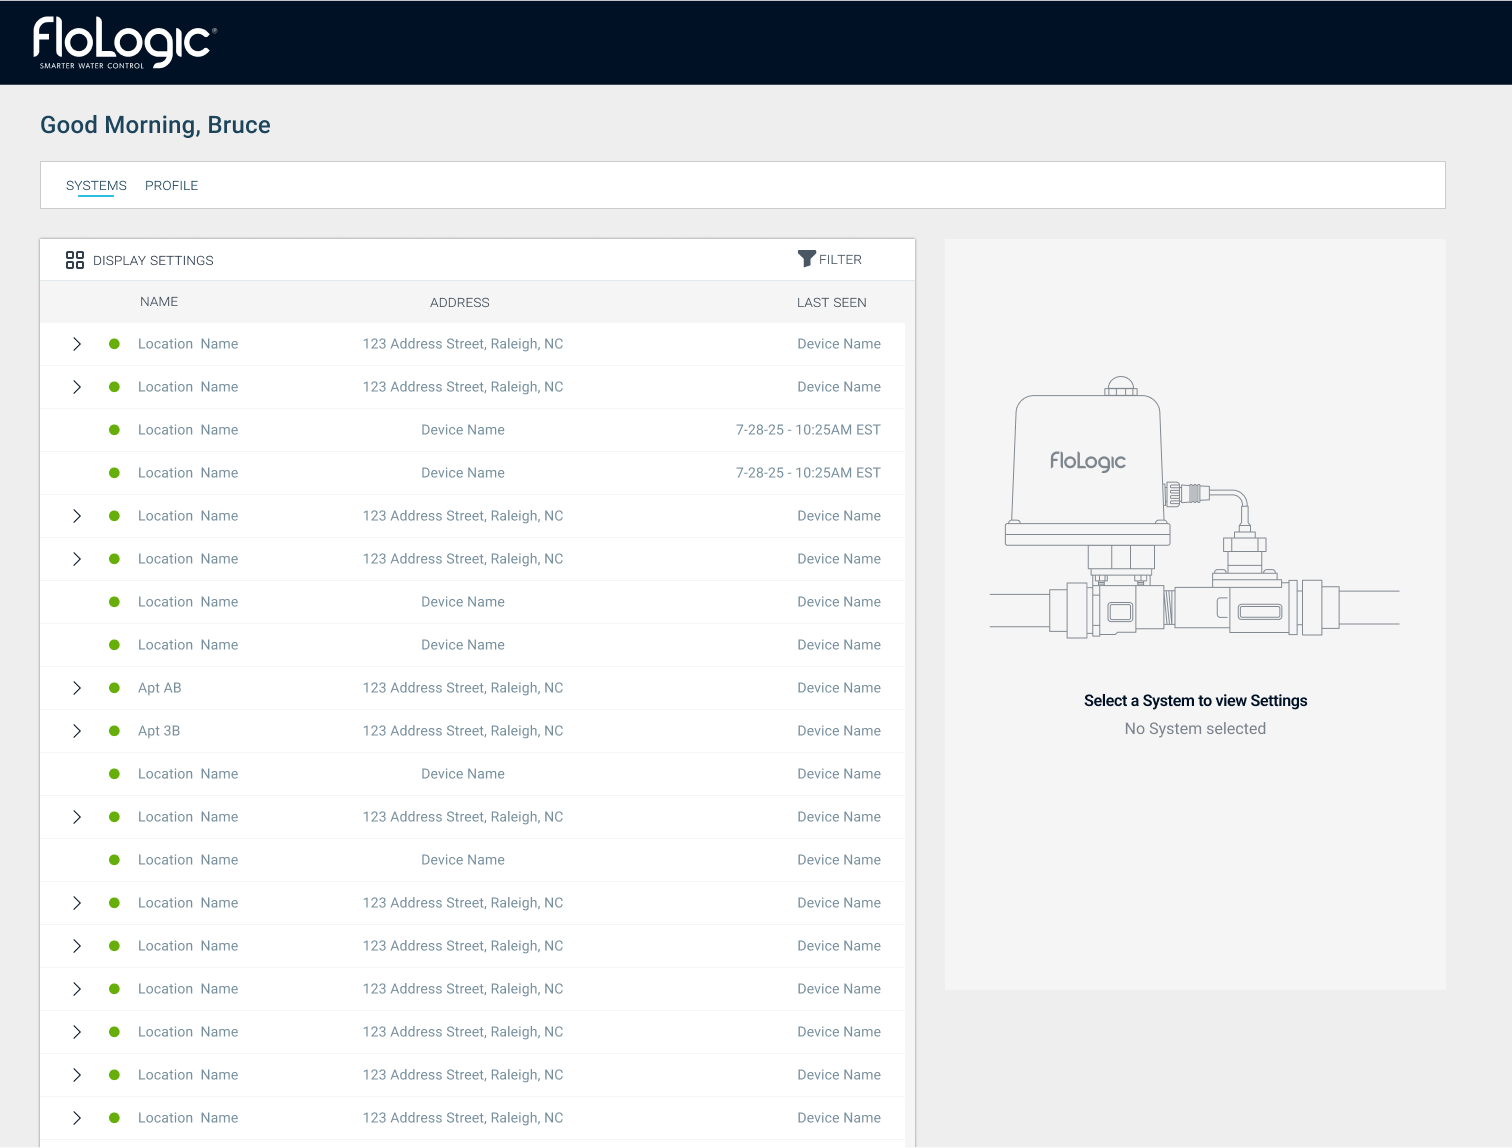 FloLogic®
SMARTER WATER CONTROL
Good Morning, Bruce
SYSTEMS PROFILE
DISPLAY SETTINGS FILTER
NAME ADDRESS LAST SEEN
Location Name 123 Address Street, Raleigh, NC Device Name
Location Name 123 Address Street, Raleigh, NC Device Name
Location Name Device Name 7-28-25 - 10:25AM EST
Location Name Device Name 7-28-25 - 10:25AM EST
Location Name 123 Address Street, Raleigh, NC Device Name
Location Name 123 Address Street, Raleigh, NC Device Name
Location Name Device Name Device Name
Location Name Device Name Device Name
Apt AB 123 Address Street, Raleigh, NC Device Name
Apt 3B 123 Address Street, Raleigh, NC Device Name
Location Name Device Name Device Name
Location Name 123 Address Street, Raleigh, NC Device Name
Location Name Device Name Device Name
Location Name 123 Address Street, Raleigh, NC Device Name
Location Name 123 Address Street, Raleigh, NC Device Name
Location Name 123 Address Street, Raleigh, NC Device Name
Location Name 123 Address Street, Raleigh, NC Device Name
Location Name 123 Address Street, Raleigh, NC Device Name
Location Name 123 Address Street, Raleigh, NC Device Name
FloLogic
Select a System to view Settings
No System selected